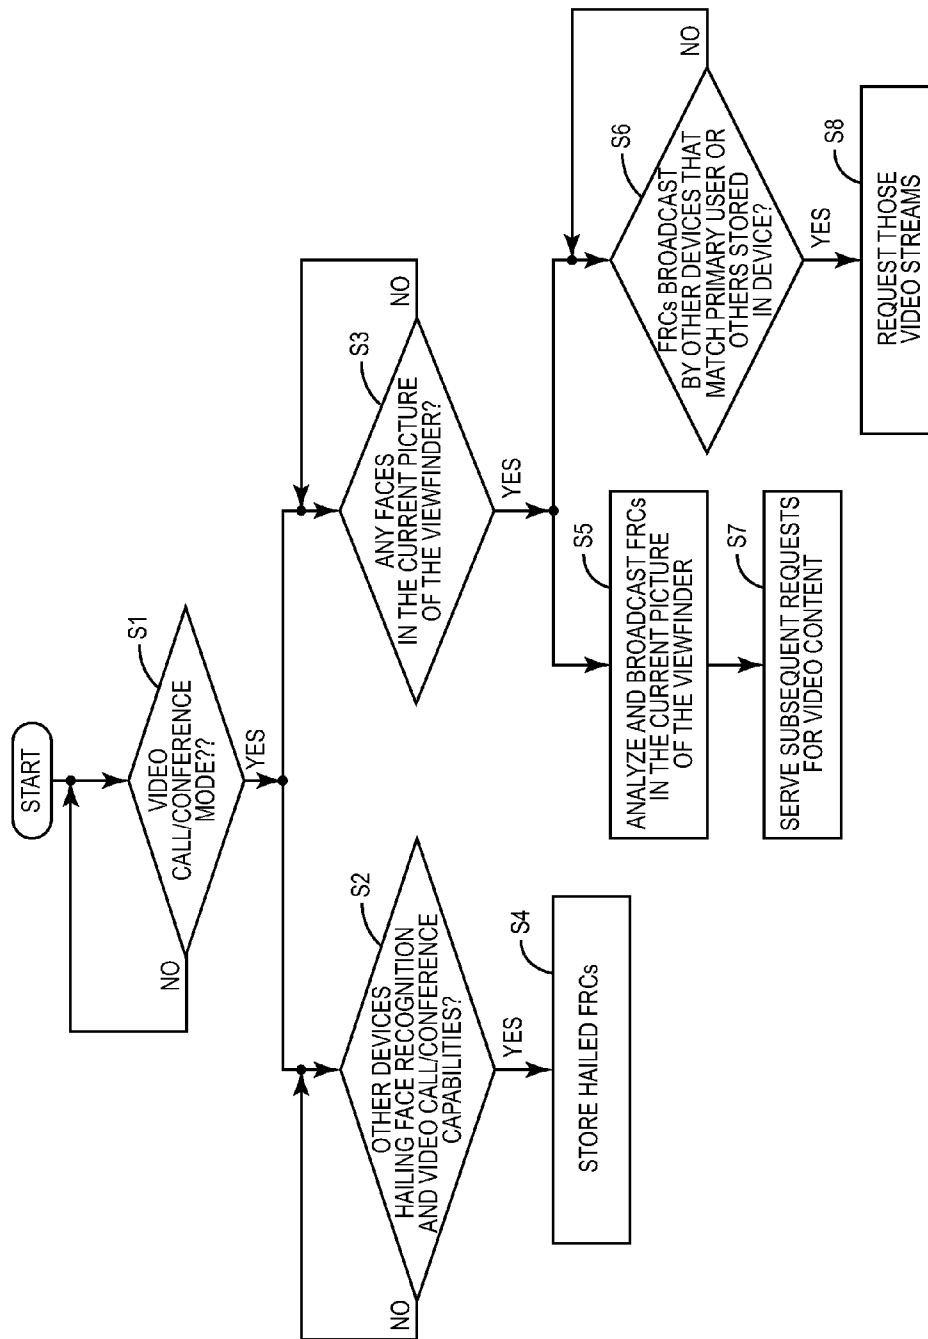 START
S1
VIDEO
CALL/CONFERENCE
MODE??
NO
YES
S2
OTHER DEVICES
HAILING FACE RECOGNITION
AND VIDEO CALL/CONFERENCE
CAPABILITIES?
NO
YES
S4
STORE HAILED FRCs
S3
ANY FACES
IN THE CURRENT PICTURE
OF THE VIEWFINDER?
NO
YES
S5
ANALYZE AND BROADCAST FRCs
IN THE CURRENT PICTURE
OF THE VIEWFINDER
S7
SERVE SUBSEQUENT REQUESTS
FOR VIDEO CONTENT
S6
FRCs BROADCAST
BY OTHER DEVICES THAT
MATCH PRIMARY USER OR
OTHERS STORED
IN DEVICE?
NO
YES
S8
REQUEST THOSE
VIDEO STREAMS